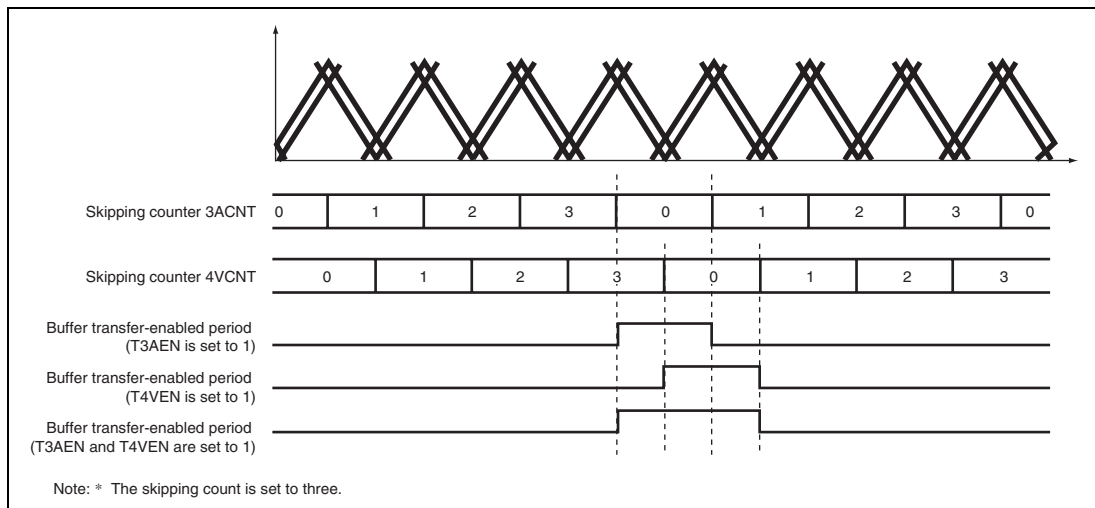 Skipping counter 3ACNT 0 1 2 3 0 1 2 3 0
Skipping counter 4VCNT 0 1 2 3 0 1 2 3
Buffer transfer-enabled period
(T3AEN is set to 1)
Buffer transfer-enabled period
(T4VEN is set to 1)
Buffer transfer-enabled period
(T3AEN and T4VEN are set to 1)
Note: * The skipping count is set to three.